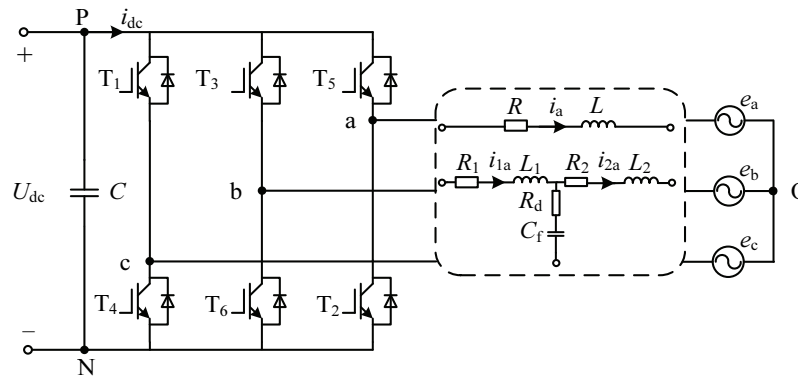 P
i_dc
+
T1
T3
T5
a
R
i_a
L
e_a
R1
i_1a
L1
R2
i_2a
L2
U_dc
C
b
R_d
e_b
C_f
c
e_c
T4
T6
T2
−
N